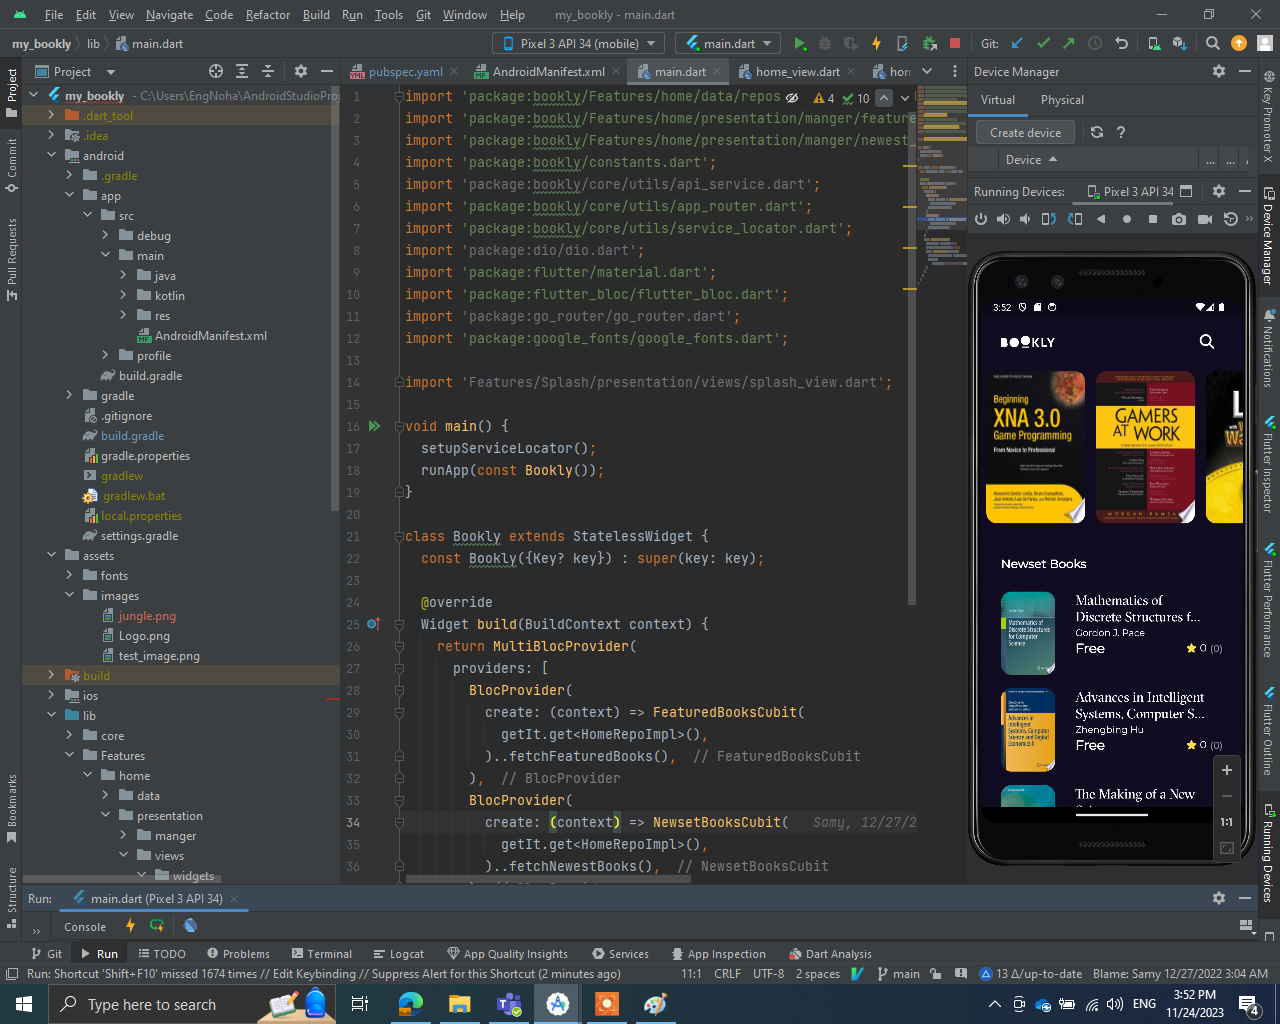 File Edit View Navigate Code Refactor Build Run Tools Git Window Help my_bookly - main.dart
my_bookly lib main.dart Pixel 3 API 34 (mobile) main.dart Git:
Project
pubspec.yaml AndroidManifest.xml main.dart home_view.dart hon
Device Manager
my_bookly - C:\Users\EngNoha\AndroidStudioProj
.dart_tool
.idea
android
.gradle
app
src
debug
main
java
kotlin
res
AndroidManifest.xml
profile
build.gradle
gradle
.gitignore
build.gradle
gradle.properties
gradlew
gradlew.bat
local.properties
settings.gradle
assets
fonts
images
jungle.png
Logo.png
test_image.png
build
ios
lib
core
Features
home
data
presentation
manger
views
widgets
4 10
1 import 'package:bookly/Features/home/data/repos
2 import 'package:bookly/Features/home/presentation/manger/feature
3 import 'package:bookly/Features/home/presentation/manger/newest
4 import 'package:bookly/constants.dart';
5 import 'package:bookly/core/utils/api_service.dart';
6 import 'package:bookly/core/utils/app_router.dart';
7 import 'package:bookly/core/utils/service_locator.dart';
8 import 'package:dio/dio.dart';
9 import 'package:flutter/material.dart';
10 import 'package:flutter_bloc/flutter_bloc.dart';
11 import 'package:go_router/go_router.dart';
12 import 'package:google_fonts/google_fonts.dart';
13
14 import 'Features/Splash/presentation/views/splash_view.dart';
15
16 void main() {
17 setupServiceLocator();
18 runApp(const Bookly());
19 }
20
21 class Bookly extends StatelessWidget {
22 const Bookly({Key? key}) : super(key: key);
23
24 @override
25 Widget build(BuildContext context) {
26 return MultiBlocProvider(
27 providers: [
28 BlocProvider(
29 create: (context) => FeaturedBooksCubit(
30 getIt.get<HomeRepoImpl>(),
31 )..fetchFeaturedBooks(), // FeaturedBooksCubit
32 ), // BlocProvider
33 BlocProvider(
34 create: (context) => NewsetBooksCubit( Samy, 12/27/2
35 getIt.get<HomeRepoImpl>(),
36 )..fetchNewestBooks(), // NewsetBooksCubit
Virtual Physical
Create device ?
Device ... ...
Running Devices: Pixel 3 API 34
3:52
BOOKLY
Beginning
XNA 3.0
Game Programming
From Novice to Professional
GAMERS
AT WORK
MORGAN RAMSA
Newset Books
Mathematics of
Discrete Structures
for Computer
Science
Mathematics of
Discrete Structures f...
Gordon J. Pace
Free 0 (0)
Advances in
Intelligent Systems,
Computer Science
and Digital
Economics II
Advances in Intelligent
Systems, Computer S...
Zhengbing Hu
Free 0 (0)
The Making of a New
1:1
Project
Commit
Pull Requests
Bookmarks
Structure
Key Promoter X
Device Manager
Notifications
Flutter Inspector
Flutter Performance
Flutter Outline
Running Devices
Run: main.dart (Pixel 3 API 34)
Console
Git Run TODO Problems Terminal Logcat App Quality Insights Services App Inspection Dart Analysis
Run: Shortcut 'Shift+F10' missed 1674 times // Edit Keybinding // Suppress Alert for this Shortcut (2 minutes ago) 11:1 CRLF UTF-8 2 spaces main 13 Δ/up-to-date Blame: Samy 12/27/2022 3:04 AM
Type here to search
ENG
3:52 PM
11/24/2023
4